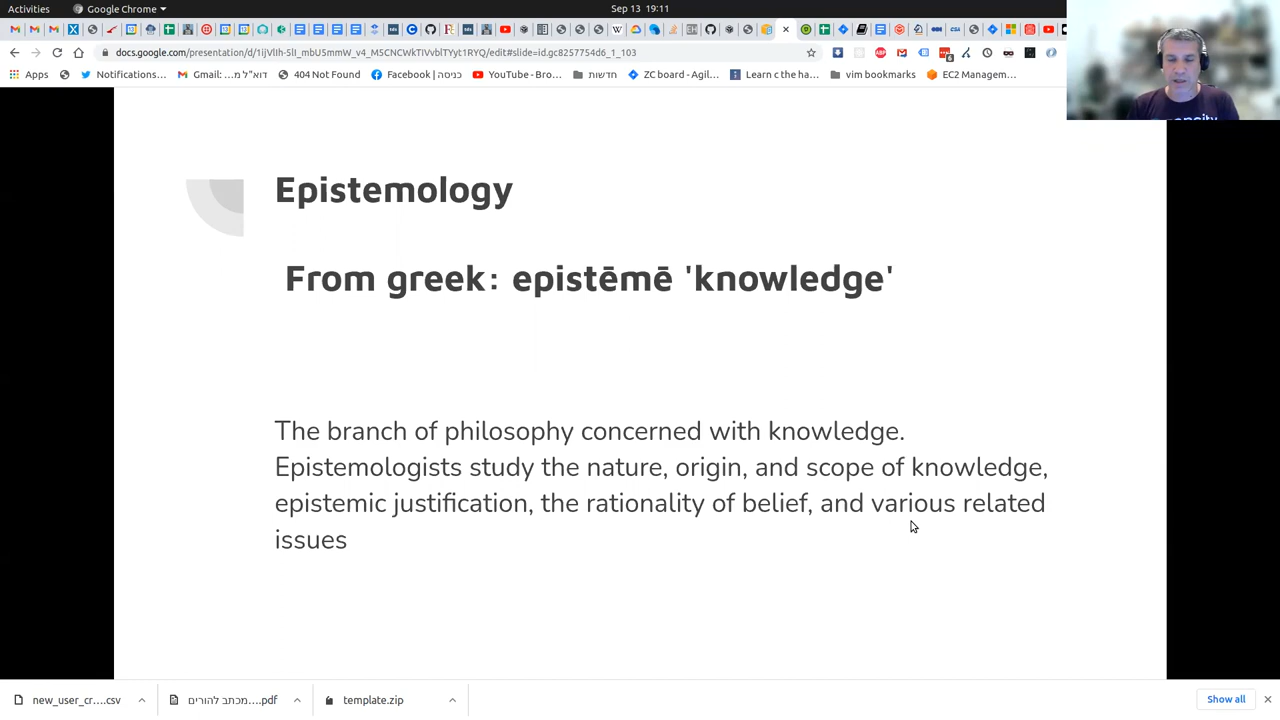 Activities
Google Chrome
Sep 13 19:11
docs.google.com/presentation/d/1ijVlIh-5lI_mbU5mmW_v4_M5CNCWkTIVvblTYyt1RYQ/edit#slide=id.gc8257754d6_1_103
Apps
Notifications...
Gmail: ...דוא"ל מ
404 Not Found
Facebook | כניסה
YouTube - Bro...
חדשות
ZC board - Agil...
Learn c the ha...
vim bookmarks
EC2 Managem...
Epistemology
From greek: epistēmē 'knowledge'
The branch of philosophy concerned with knowledge.
Epistemologists study the nature, origin, and scope of knowledge,
epistemic justification, the rationality of belief, and various related
issues
new_user_cr....csv
מכתב להורים....pdf
template.zip
Show all